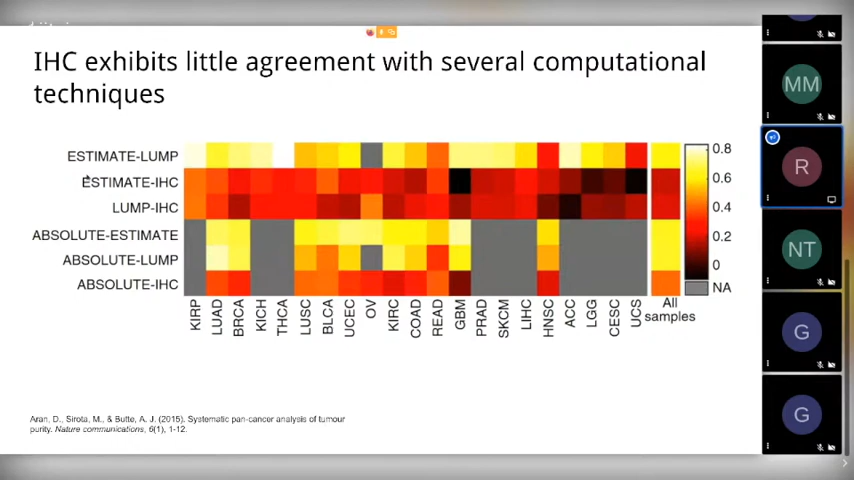 IHC exhibits little agreement with several computational
techniques
ESTIMATE-LUMP
ESTIMATE-IHC
LUMP-IHC
ABSOLUTE-ESTIMATE
ABSOLUTE-LUMP
ABSOLUTE-IHC
0.8
0.6
0.4
0.2
0
NA
KIRP
LUAD
BRCA
KICH
THCA
LUSC
BLCA
UCEC
OV
KIRC
COAD
READ
GBM
PRAD
SKCM
LIHC
HNSC
ACC
LGG
CESC
UCS
All
samples
Aran, D., Sirota, M., & Butte, A. J. (2015). Systematic pan-cancer analysis of tumour
purity. Nature communications, 6(1), 1-12.
MM
R
NT
G
G